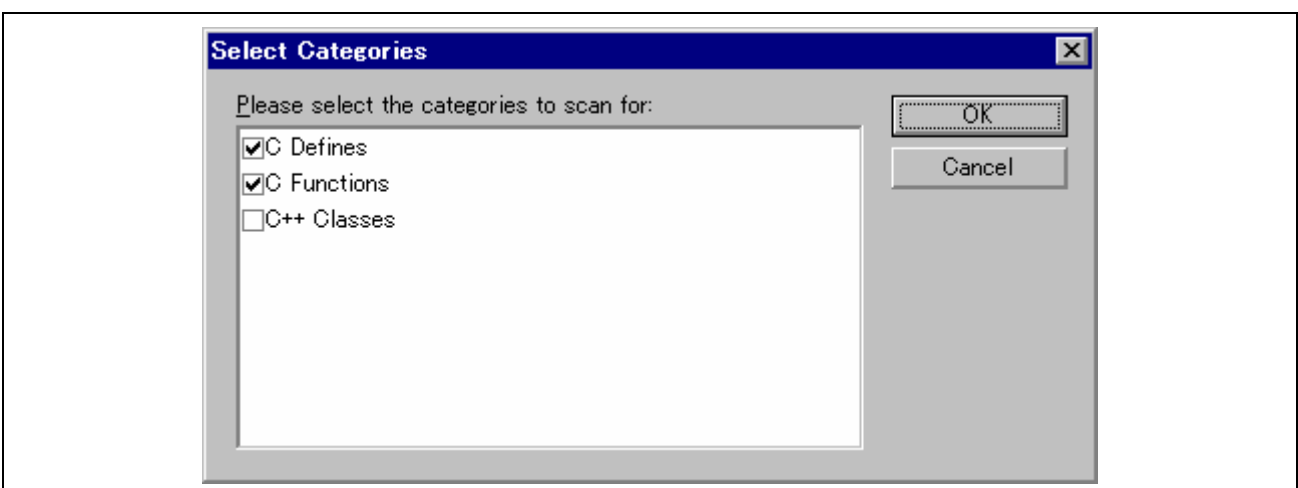 Select Categories
Please select the categories to scan for:
C Defines
C Functions
C++ Classes
OK
Cancel